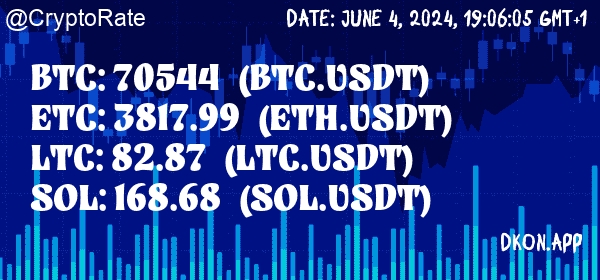 @CryptoRate
DATE: JUNE 4, 2024, 19:06:05 GMT+1
BTC: 70544 (BTC.USDT)
ETC: 3817.99 (ETH.USDT)
LTC: 82.87 (LTC.USDT)
SOL: 168.68 (SOL.USDT)
DKON.APP